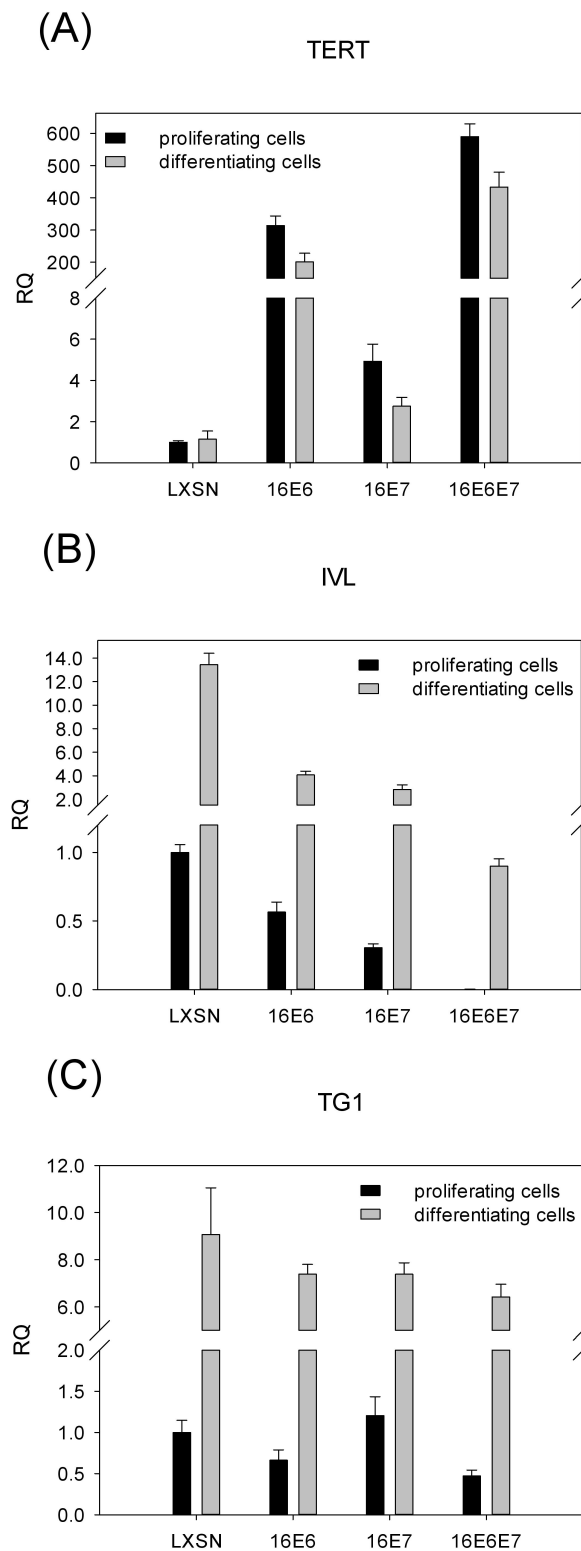 (A)
TERT
proliferating cells
differentiating cells
600
500
400
300
200
8
6
4
2
0
RQ
LXSN 16E6 16E7 16E6E7
(B)
IVL
proliferating cells
differentiating cells
14.0
12.0
10.0
8.0
6.0
4.0
2.0
1.0
0.5
0.0
RQ
LXSN 16E6 16E7 16E6E7
(C)
TG1
proliferating cells
differentiating cells
12.0
10.0
8.0
6.0
2.0
1.5
1.0
0.5
0.0
RQ
LXSN 16E6 16E7 16E6E7